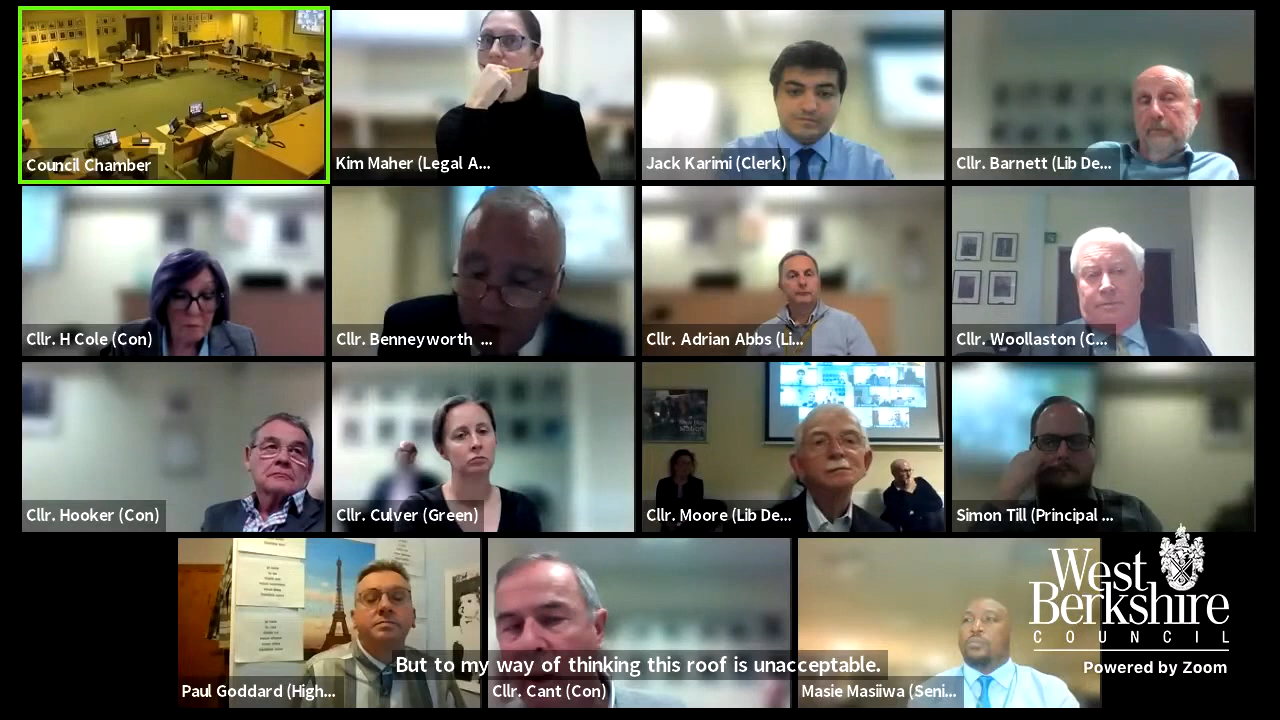 Council Chamber
Kim Maher (Legal A...
Jack Karimi (Clerk)
Cllr. Barnett (Lib De...
Cllr. H Cole (Con)
Cllr. Benneyworth ...
Cllr. Adrian Abbs (Li...
Cllr. Woollaston (C...
Cllr. Hooker (Con)
Cllr. Culver (Green)
Cllr. Moore (Lib De...
Simon Till (Principal ...
West
Berkshire
COUNCIL
Powered by Zoom
But to my way of thinking this roof is unacceptable.
Paul Goddard (High...
Cllr. Cant (Con)
Masie Masiiwa (Seni...